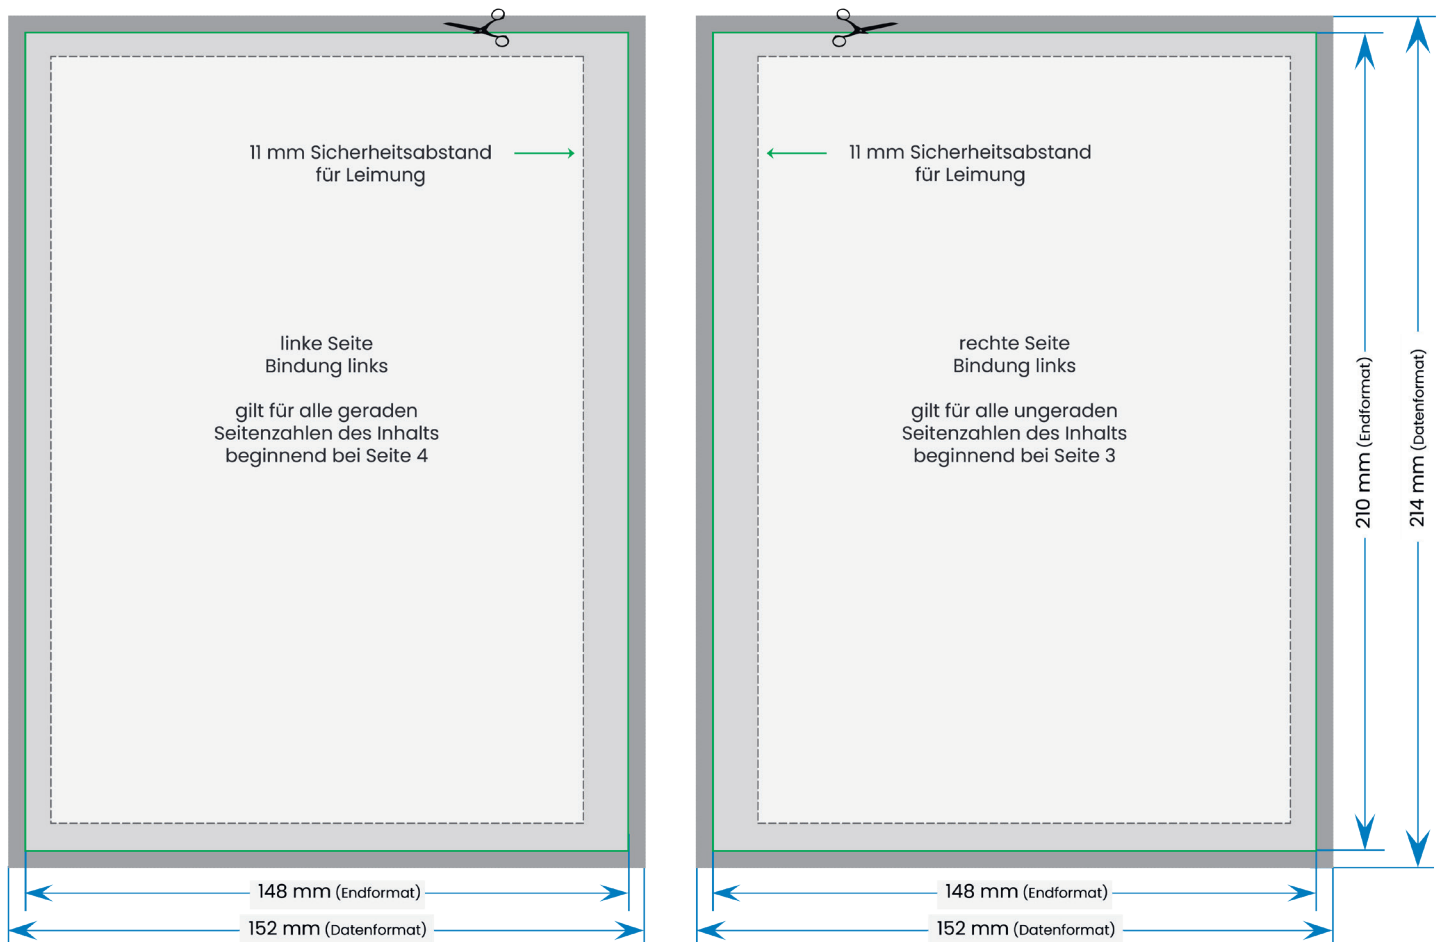 11 mm Sicherheitsabstand
für Leimung
linke Seite
Bindung links
gilt für alle geraden
Seitenzahlen des Inhalts
beginnend bei Seite 4
148 mm (Endformat)
152 mm (Datenformat)
11 mm Sicherheitsabstand
für Leimung
rechte Seite
Bindung links
gilt für alle ungeraden
Seitenzahlen des Inhalts
beginnend bei Seite 3
148 mm (Endformat)
152 mm (Datenformat)
210 mm (Endformat)
214 mm (Datenformat)